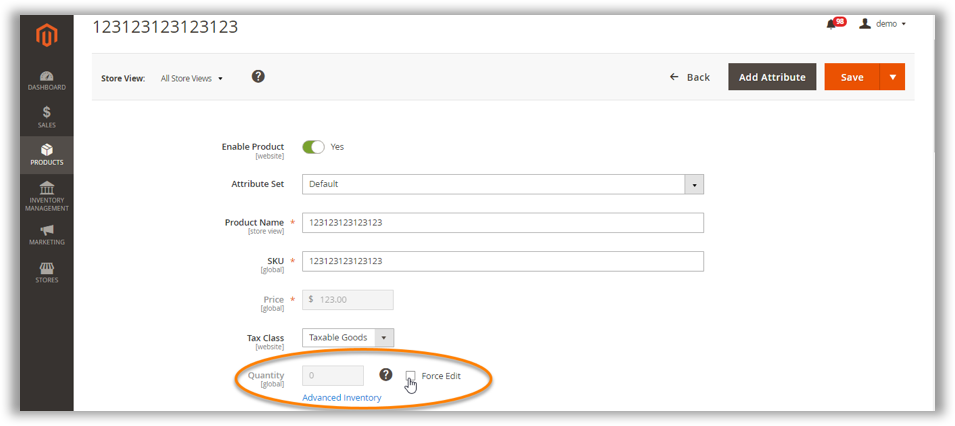 123123123123123
98
demo
Store View: All Store Views
?
Back
Add Attribute
Save
DASHBOARD
$
SALES
PRODUCTS
INVENTORY
MANAGEMENT
MARKETING
STORES
Enable Product
[website]
Yes
Attribute Set
Default
Product Name *
[store view]
123123123123123
SKU *
[global]
123123123123123
Price *
[global]
$ 123.00
Tax Class
[website]
Taxable Goods
Quantity
[global]
0
?
Force Edit
Advanced Inventory